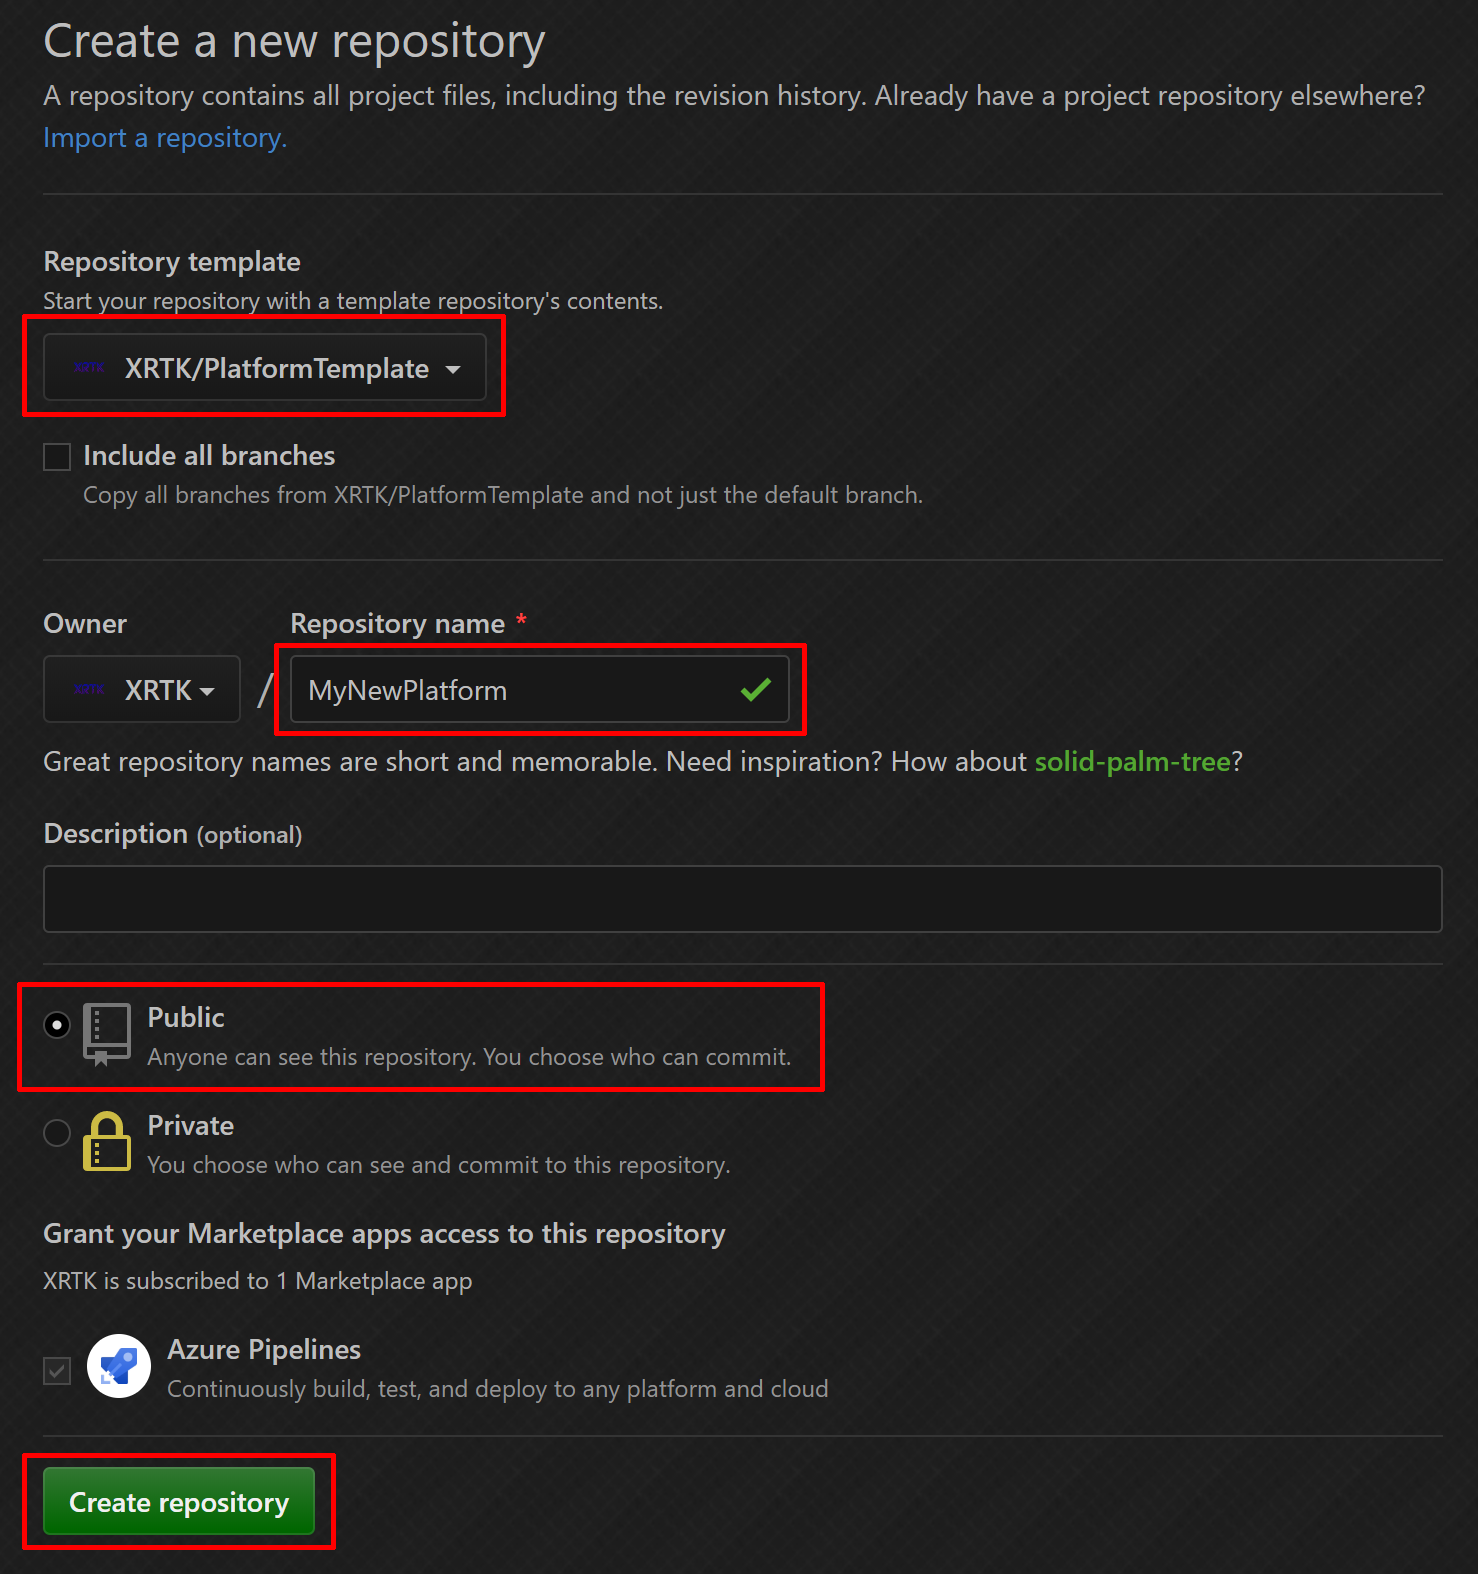 Create a new repository
A repository contains all project files, including the revision history. Already have a project repository elsewhere?
Import a repository.
Repository template
Start your repository with a template repository's contents.
XRTK XRTK/PlatformTemplate
Include all branches
Copy all branches from XRTK/PlatformTemplate and not just the default branch.
Owner Repository name *
XRTK XRTK / MyNewPlatform
Great repository names are short and memorable. Need inspiration? How about solid-palm-tree?
Description (optional)
Public
Anyone can see this repository. You choose who can commit.
Private
You choose who can see and commit to this repository.
Grant your Marketplace apps access to this repository
XRTK is subscribed to 1 Marketplace app
Azure Pipelines
Continuously build, test, and deploy to any platform and cloud
Create repository